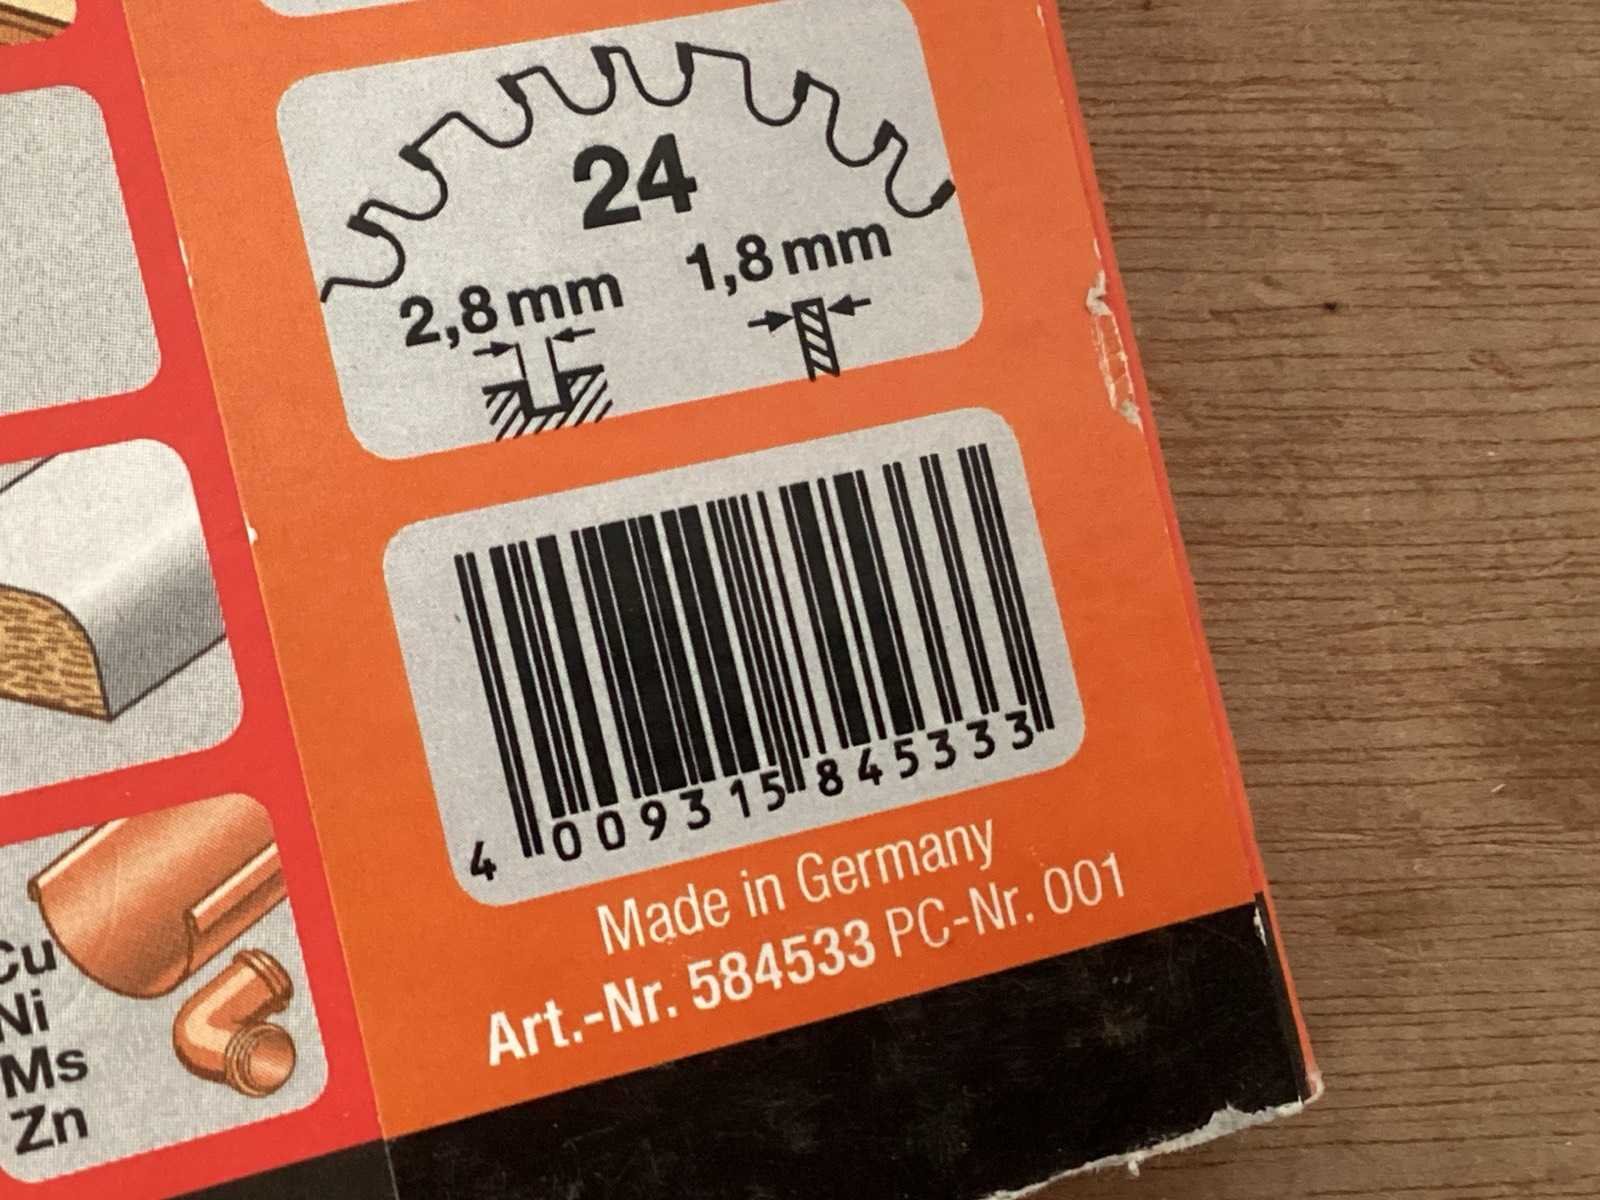 24
2,8 mm
1,8 mm
4 009315 845333
Made in Germany
Art.-Nr. 584533 PC-Nr. 001
Cu
Ni
Ms
Zn